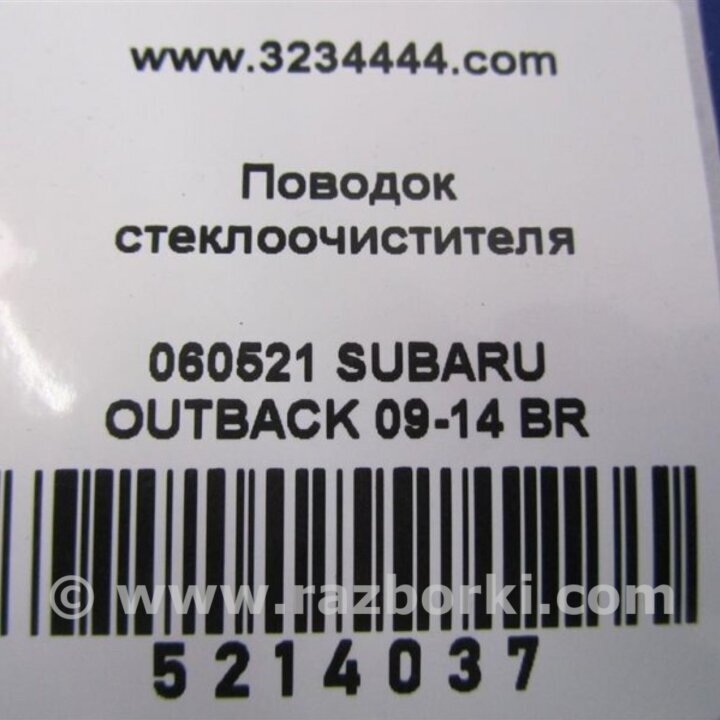 www.3234444.com
Поводок
стеклоочистителя
060521 SUBARU
OUTBACK 09-14 BR
© www.razborki.com
5214037